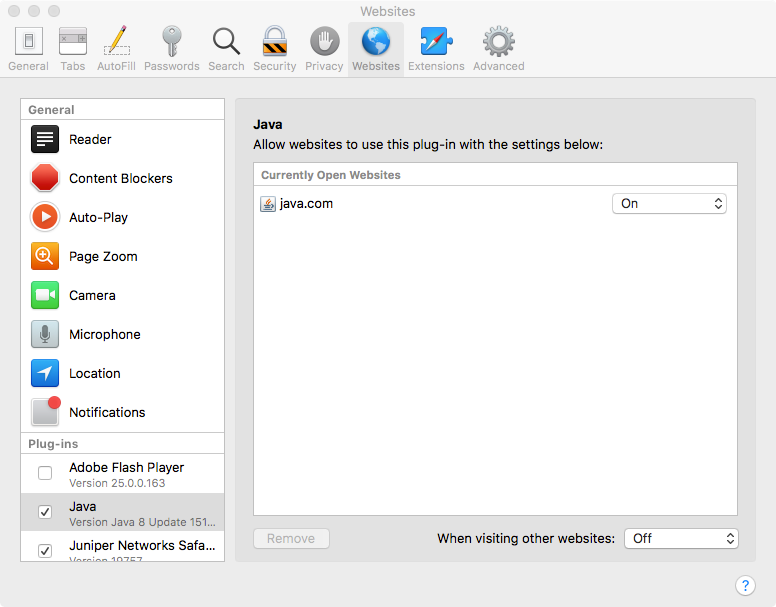 Websites
General
Tabs
AutoFill
Passwords
Search
Security
Privacy
Websites
Extensions
Advanced
General
Reader
Content Blockers
Auto-Play
Page Zoom
Camera
Microphone
Location
Notifications
Plug-ins
Adobe Flash Player
Version 25.0.0.163
Java
Version Java 8 Update 151...
Juniper Networks Safa...
Version 19757
Java
Allow websites to use this plug-in with the settings below:
Currently Open Websites
java.com
On
Remove
When visiting other websites:
Off
?